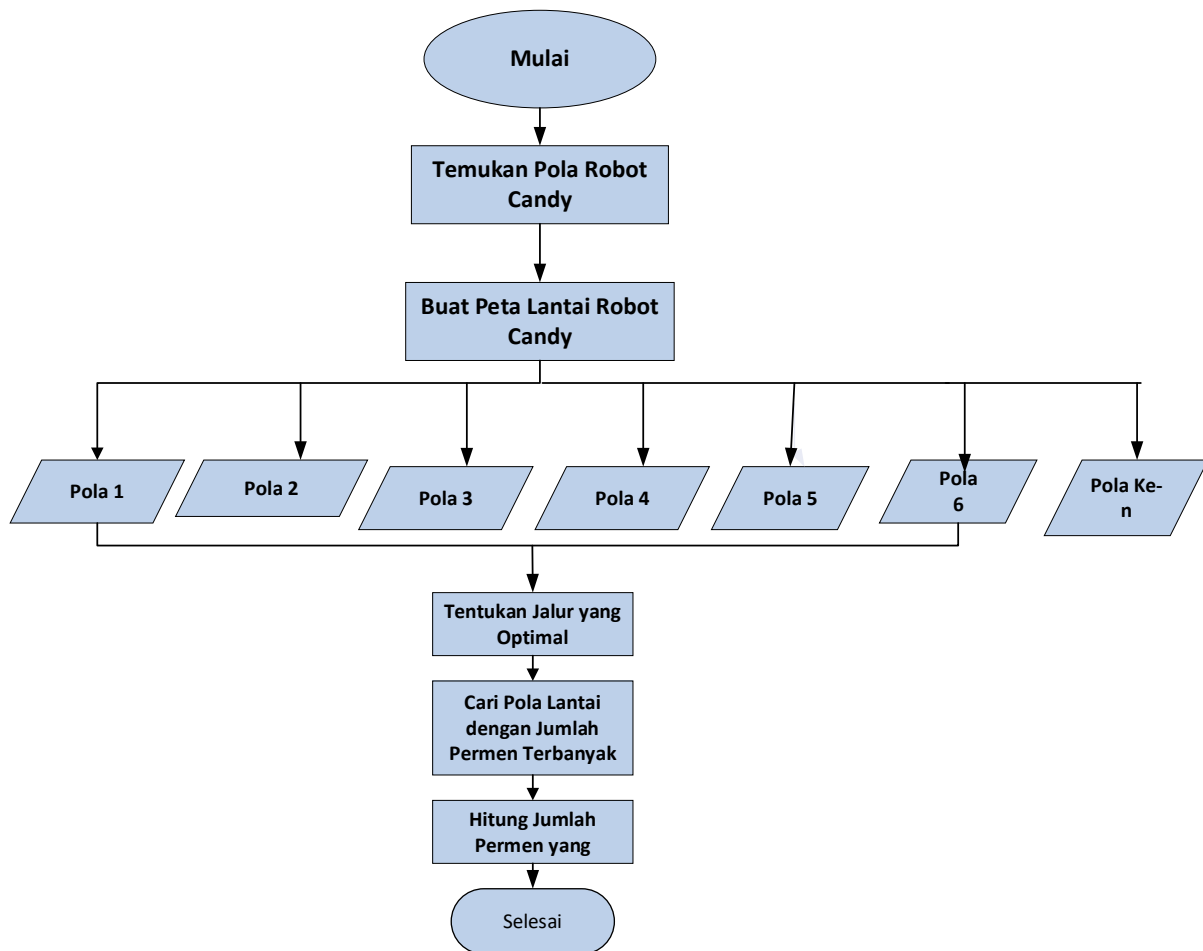 Mulai
Temukan Pola Robot
Candy
Buat Peta Lantai Robot
Candy
Pola 1
Pola 2
Pola 3
Pola 4
Pola 5
Pola
6
Pola Ke-
n
Tentukan Jalur yang
Optimal
Cari Pola Lantai
dengan Jumlah
Permen Terbanyak
Hitung Jumlah
Permen yang
Selesai